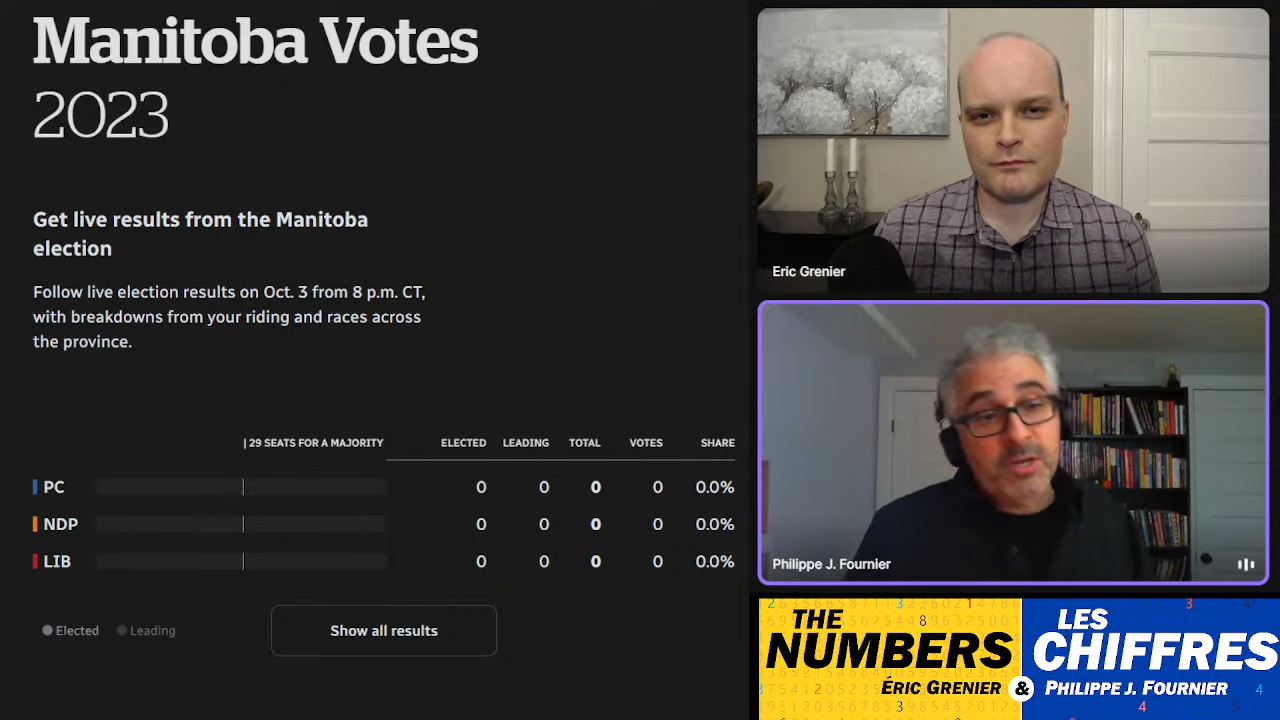 Manitoba Votes
2023
Get live results from the Manitoba
election
Follow live election results on Oct. 3 from 8 p.m. CT,
with breakdowns from your riding and races across
the province.
| 29 SEATS FOR A MAJORITY ELECTED LEADING TOTAL VOTES SHARE
PC 0 0 0 0 0.0%
NDP 0 0 0 0 0.0%
LIB 0 0 0 0 0.0%
Elected Leading
Show all results
Eric Grenier
Philippe J. Fournier
THE
NUMBERS
ÉRIC GRENIER
&
LES
CHIFFRES
PHILIPPE J. FOURNIER